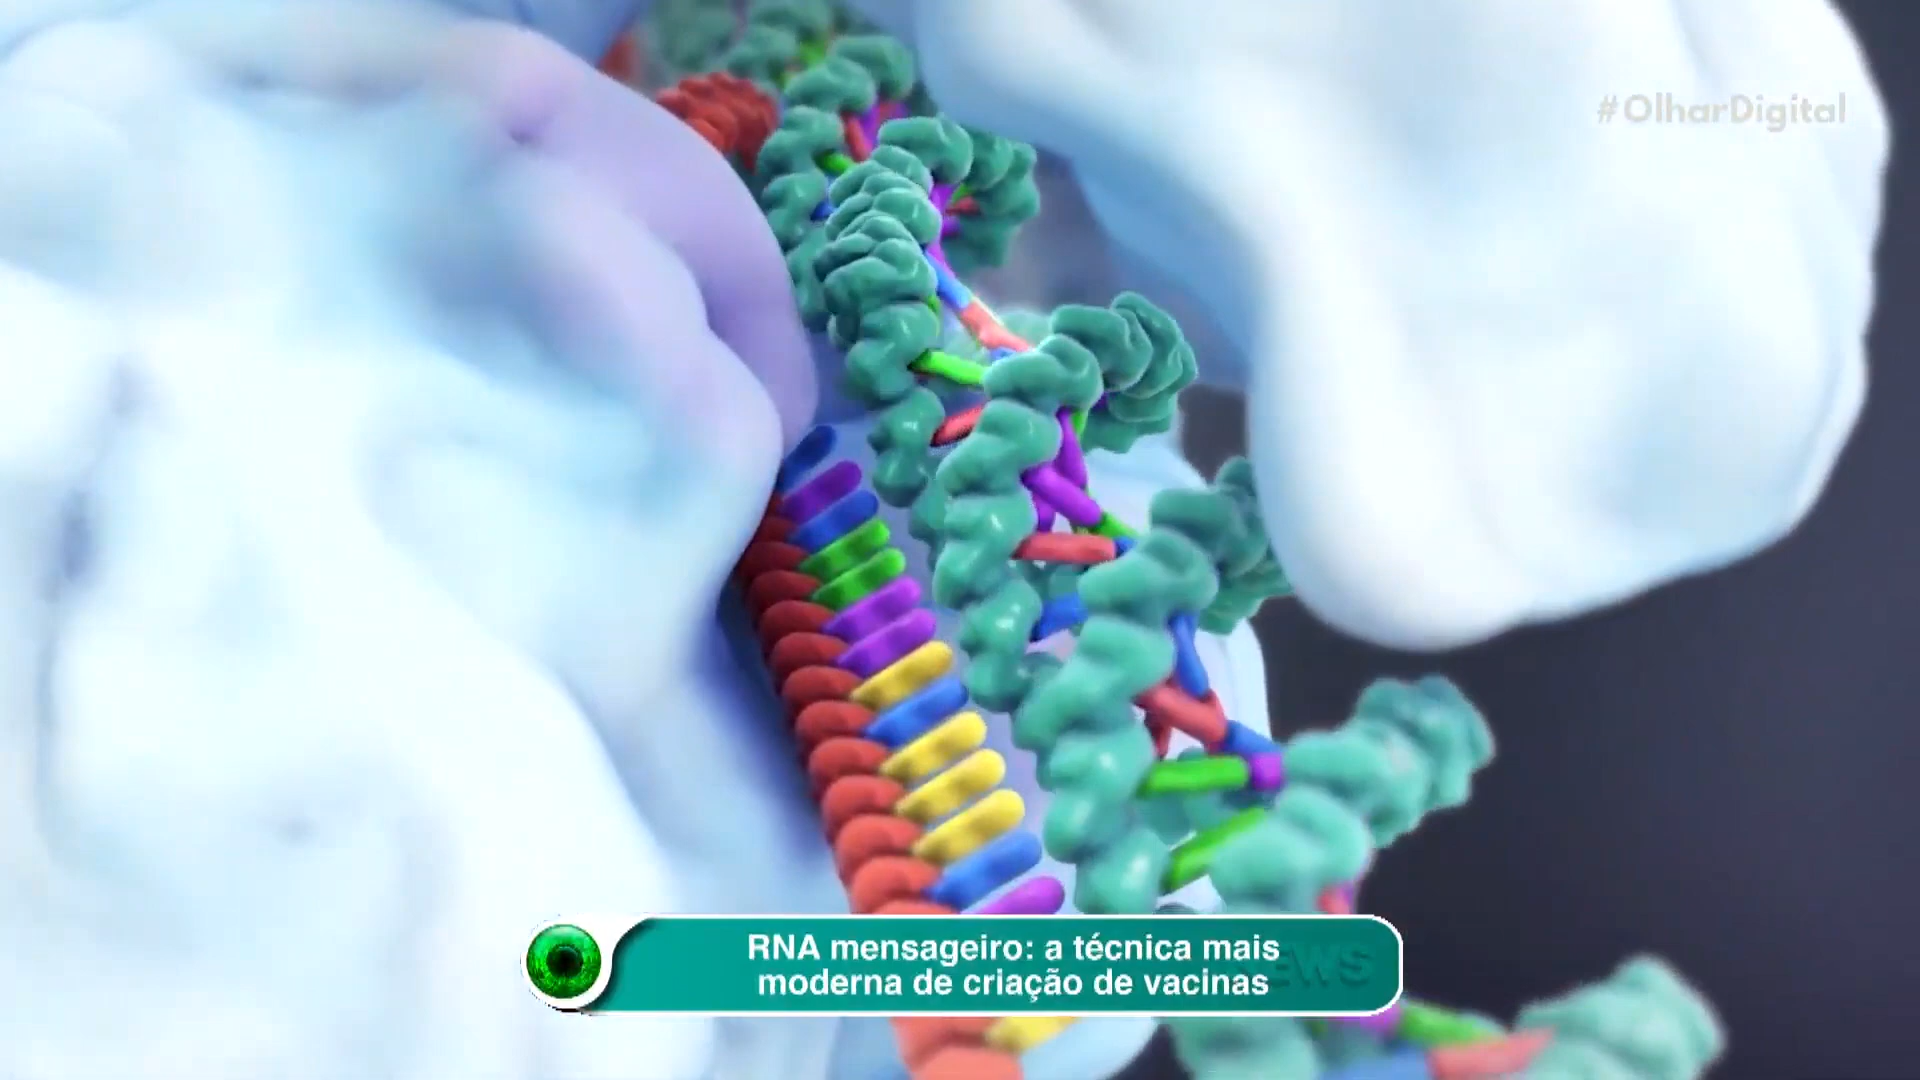 #OlharDigital
RNA mensageiro: a técnica mais
moderna de criação de vacinas